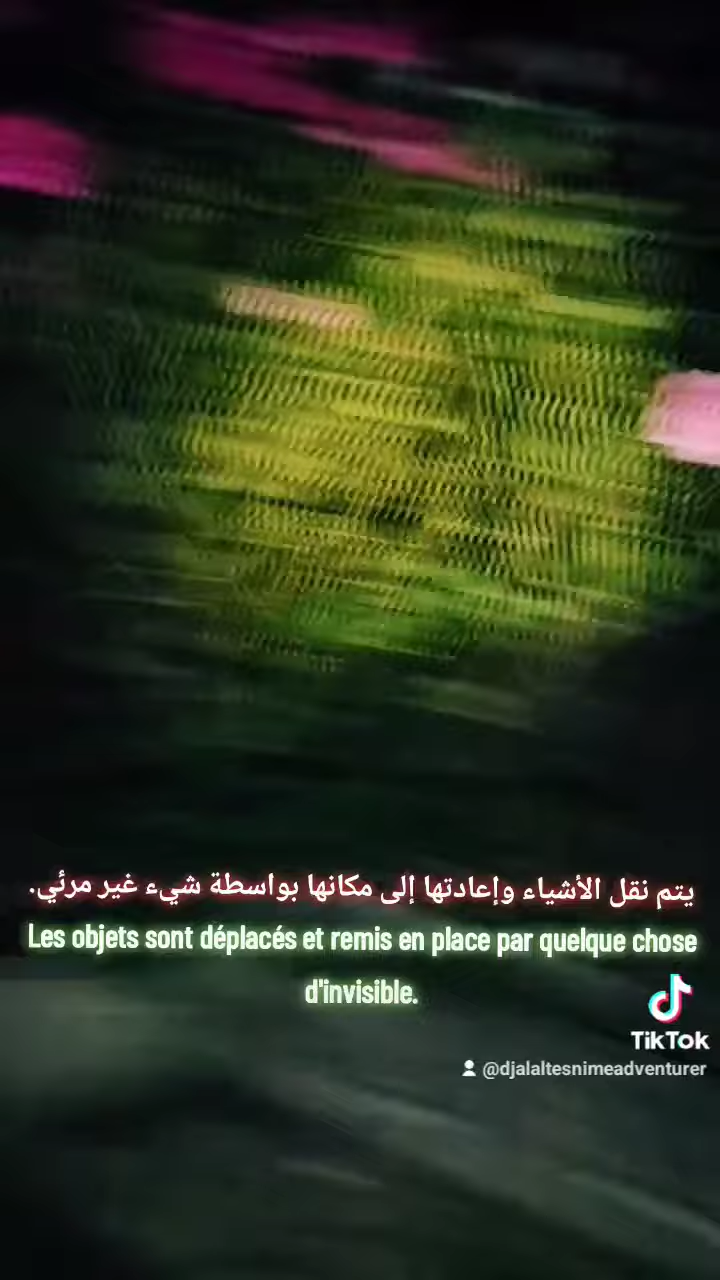 يتم نقل الأشياء وإعادتها إلى مكانها بواسطة شيء غير مرئي.
Les objets sont déplacés et remis en place par quelque chose
d'invisible.
TikTok
@djalaltesnimeadventurer